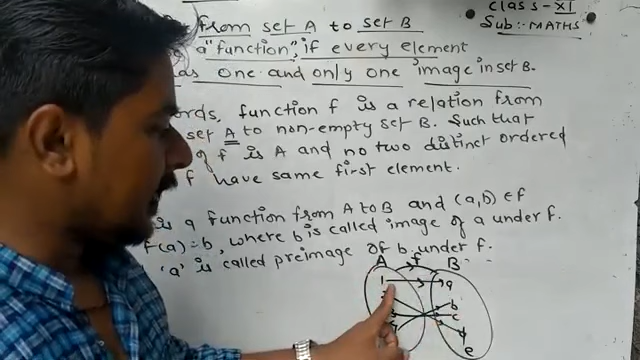 from set A to set B
class-XI
Sub:- MATHS
a "function", if every element
one and only one image in set B.
words, function f is a relation from
set A to non-empty set B. Such that
of f is A and no two distinct ordered
f have same first element.
is a function from A to B and (a,b) ∈ f
f(a)=b, where b is called image of a under f.
'a' is called preimage of b under f.
A f B
1 a
b
c
d
e